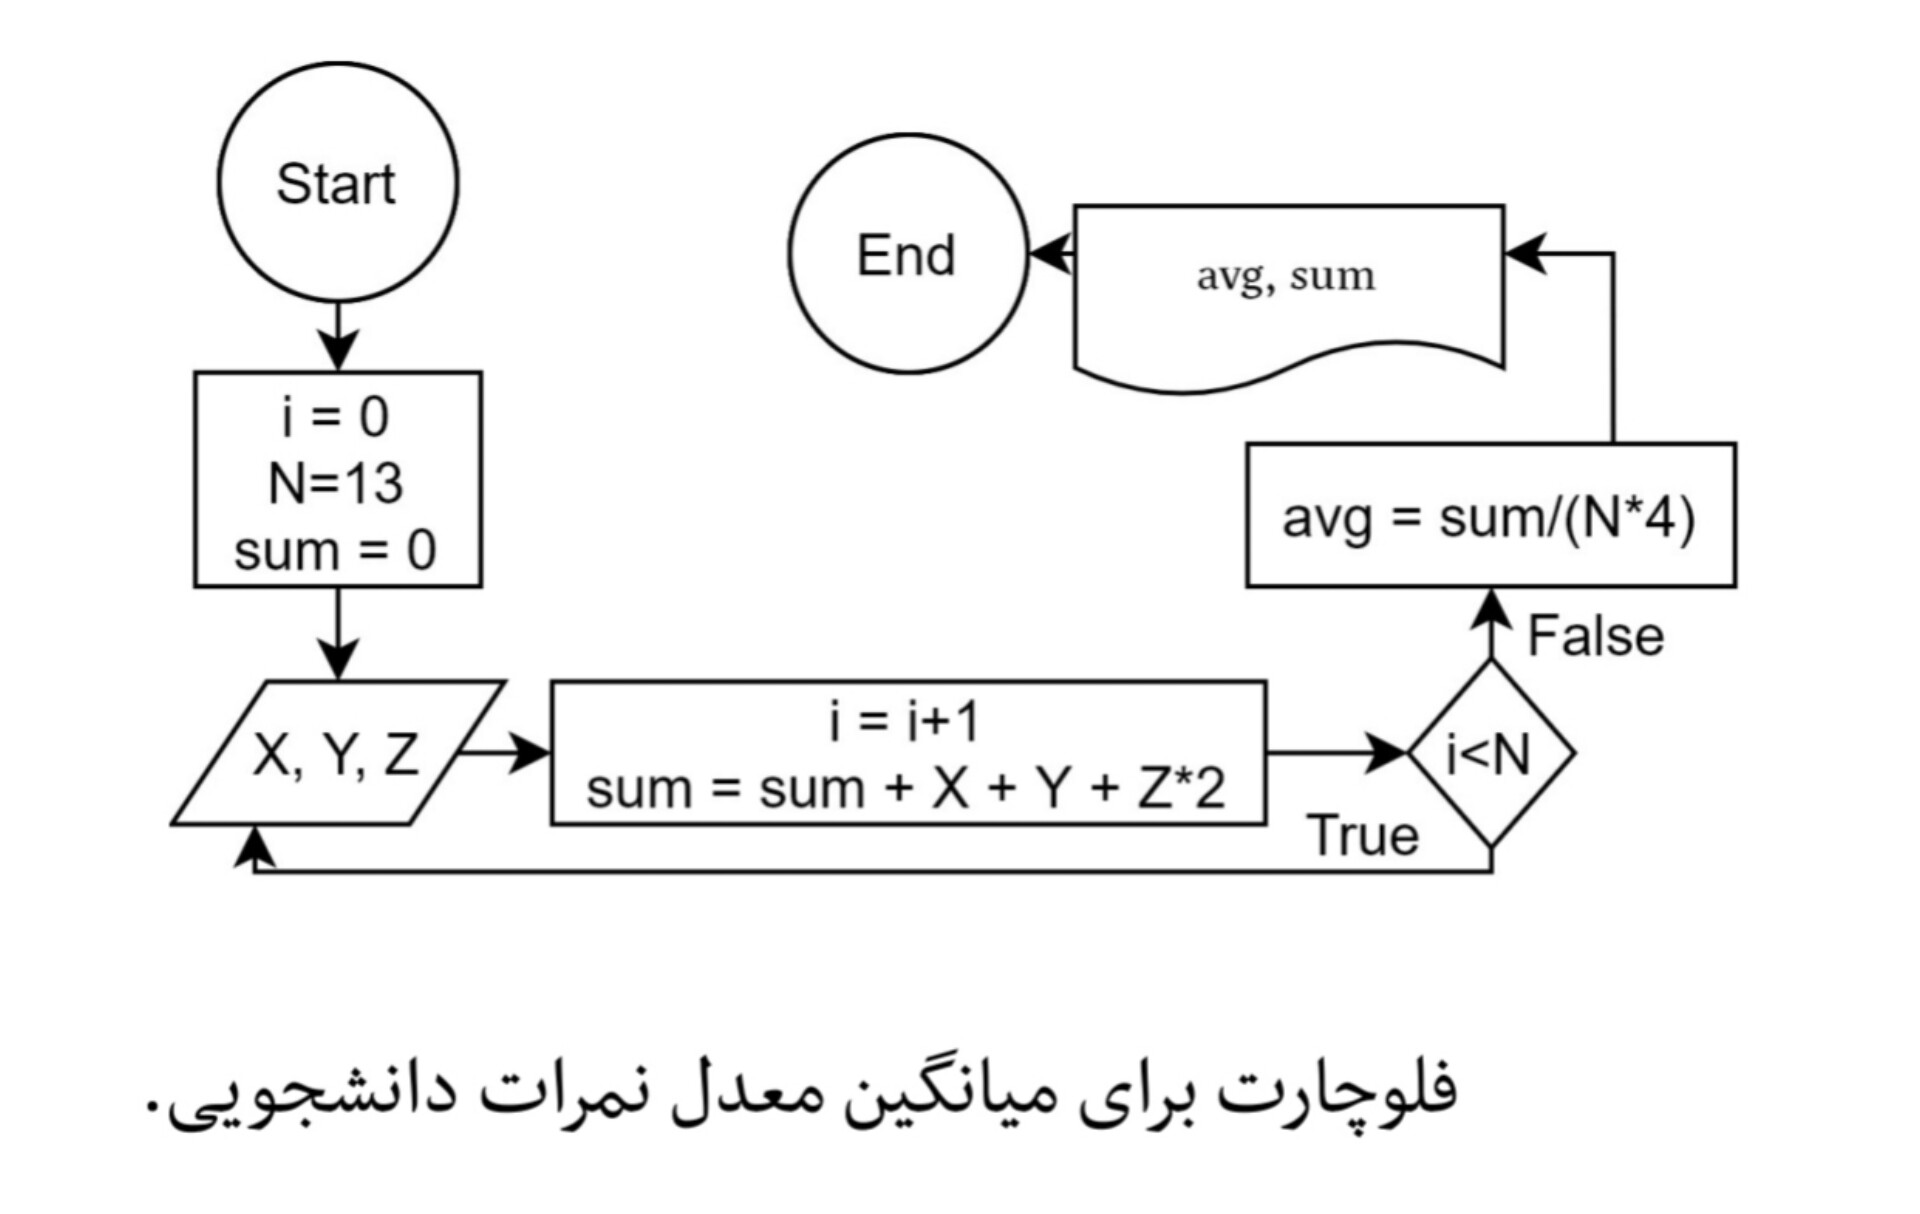 Start
i = 0
N=13
sum = 0
X, Y, Z
i = i+1
sum = sum + X + Y + Z*2
i<N
True
False
avg = sum/(N*4)
avg, sum
End
فلوچارت برای میانگین معدل نمرات دانشجویی.